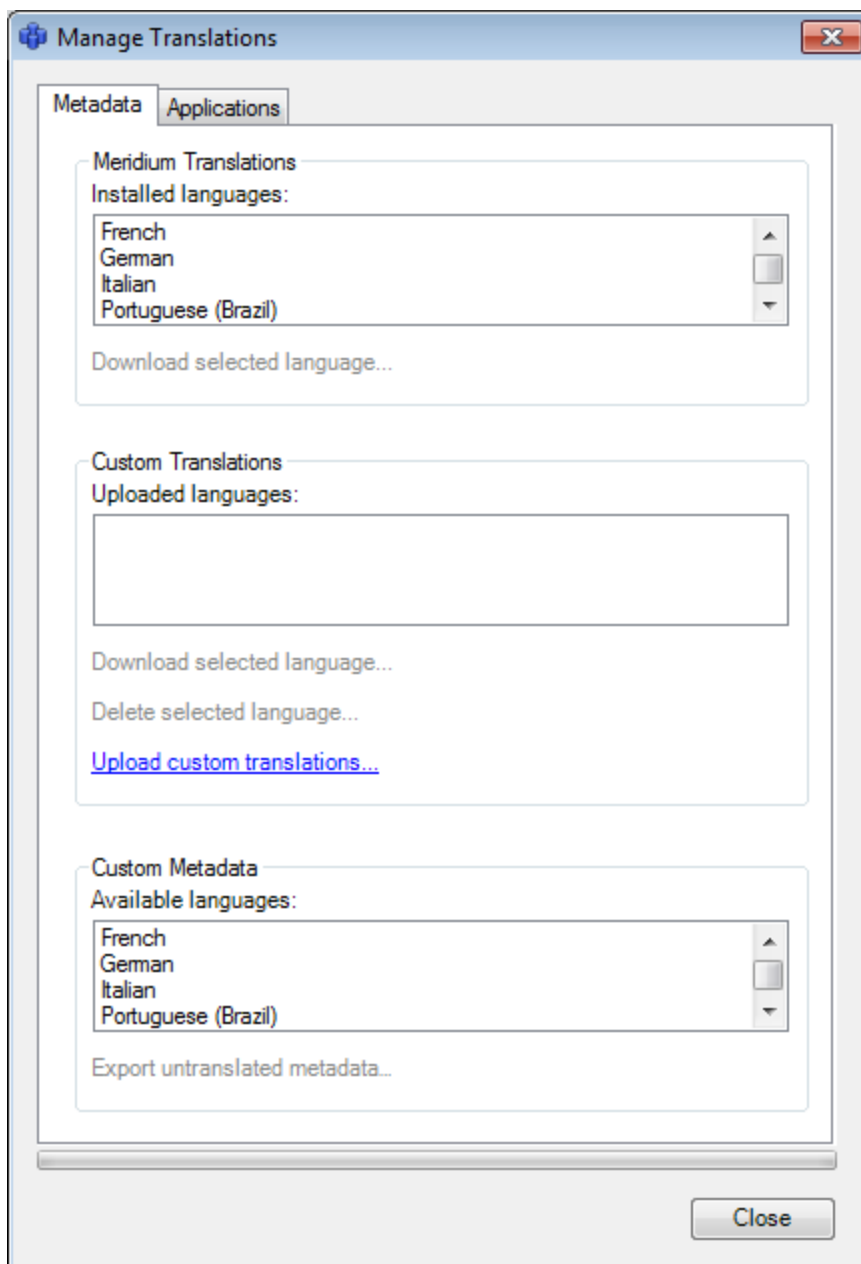 Manage Translations
Metadata
Applications
Meridium Translations
Installed languages:
French
German
Italian
Portuguese (Brazil)
Download selected language...
Custom Translations
Uploaded languages:
Download selected language...
Delete selected language...
Upload custom translations...
Custom Metadata
Available languages:
French
German
Italian
Portuguese (Brazil)
Export untranslated metadata...
Close